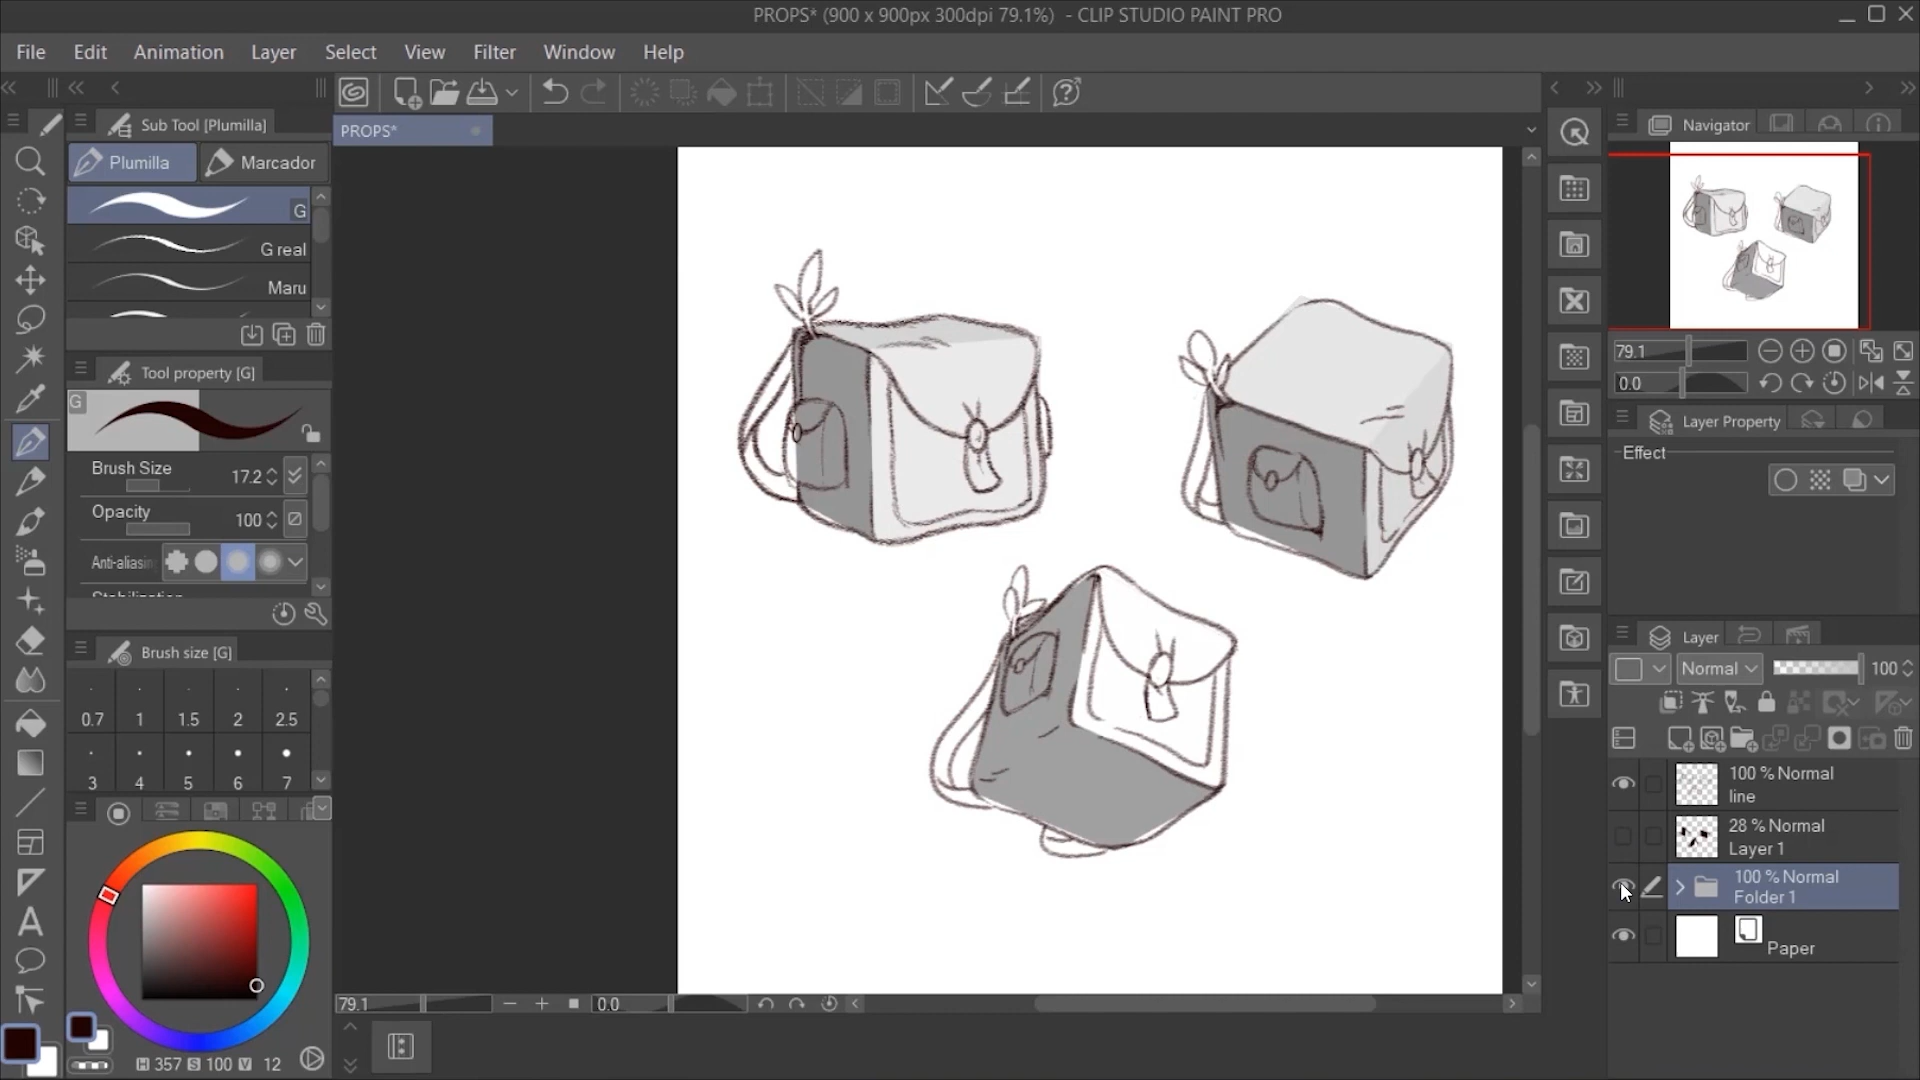 PROPS* (900 x 900px 300dpi 79.1%) - CLIP STUDIO PAINT PRO
File Edit Animation Layer Select View Filter Window Help
Sub Tool [Plumilla]
PROPS*
Navigator
Plumilla Marcador
G
G real
Maru
Tool property [G]
G
Brush Size 17.2
Opacity 100
Anti-aliasin
Stabilization
Brush size [G]
0.7 1 1.5 2 2.5
3 4 5 6 7
H 357 S 100 V 12
79.1 0.0
79.1
0.0
Layer Property
Effect
Layer
Normal 100
100 % Normal
line
28 % Normal
Layer 1
100 % Normal
Folder 1
Paper